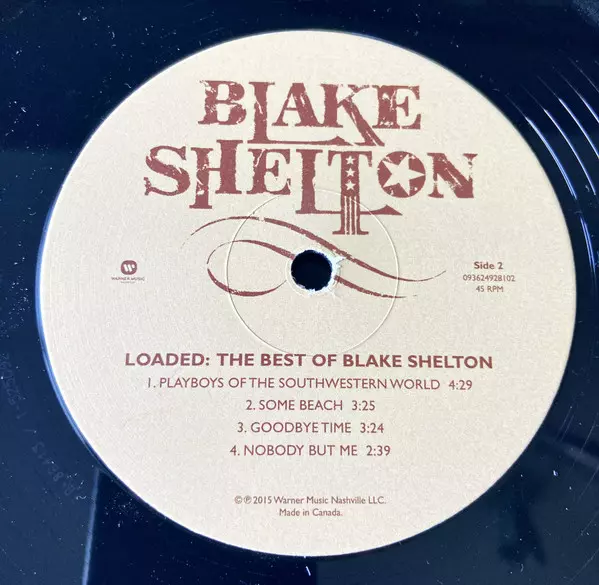 BLAKE
SHELTON
WARNER MUSIC
Side 2
093624928102
45 RPM
LOADED: THE BEST OF BLAKE SHELTON
1. PLAYBOYS OF THE SOUTHWESTERN WORLD 4:29
2. SOME BEACH 3:25
3. GOODBYE TIME 3:24
4. NOBODY BUT ME 2:39
©℗2015 Warner Music Nashville LLC.
Made in Canada.